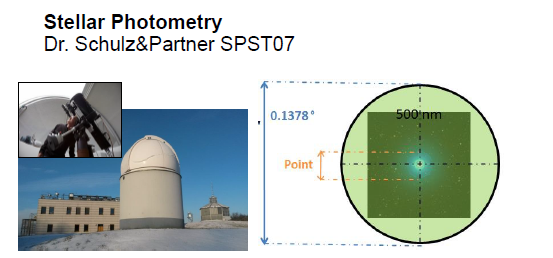 Stellar Photometry
Dr. Schulz&Partner SPST07
0.1378°
500 nm
Point